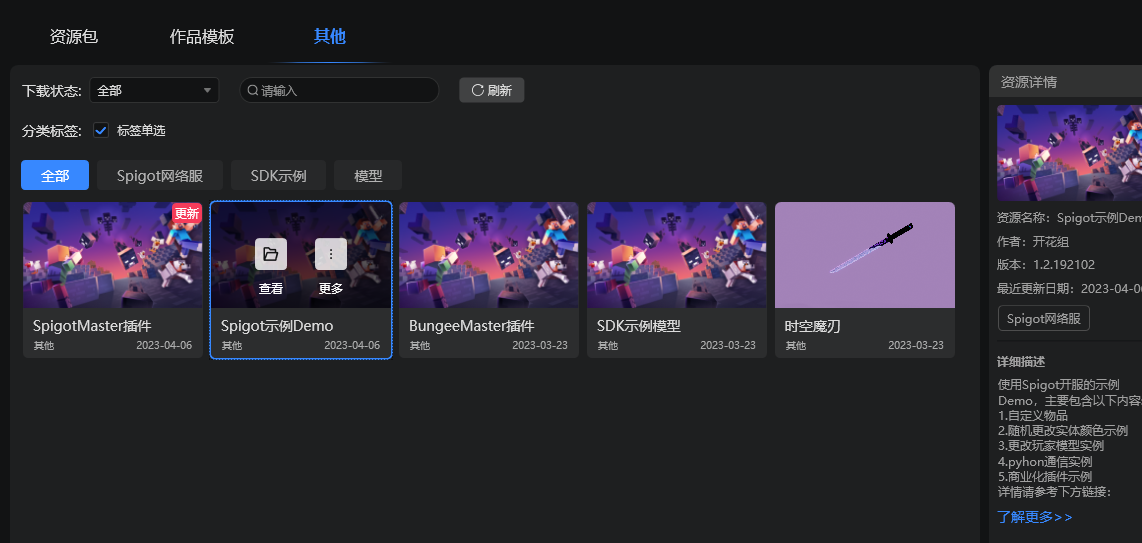 资源包 作品模板 其他
下载状态: 全部 请输入 刷新
分类标签: 标签单选
全部 Spigot网络服 SDK示例 模型
更新
查看 更多
SpigotMaster插件
其他 2023-04-06
Spigot示例Demo
其他 2023-04-06
BungeeMaster插件
其他 2023-03-23
SDK示例模型
其他 2023-03-23
时空魔刃
其他 2023-03-23
资源详情
资源名称: Spigot示例Dem
作者: 开花组
版本: 1.2.192102
最近更新日期: 2023-04-0
Spigot网络服
详细描述
使用Spigot开服的示例
Demo，主要包含以下内容
1.自定义物品
2.随机更改实体颜色示例
3.更改玩家模型实例
4.pyhon通信实例
5.商业化插件示例
详情请参考下方链接:
了解更多>>